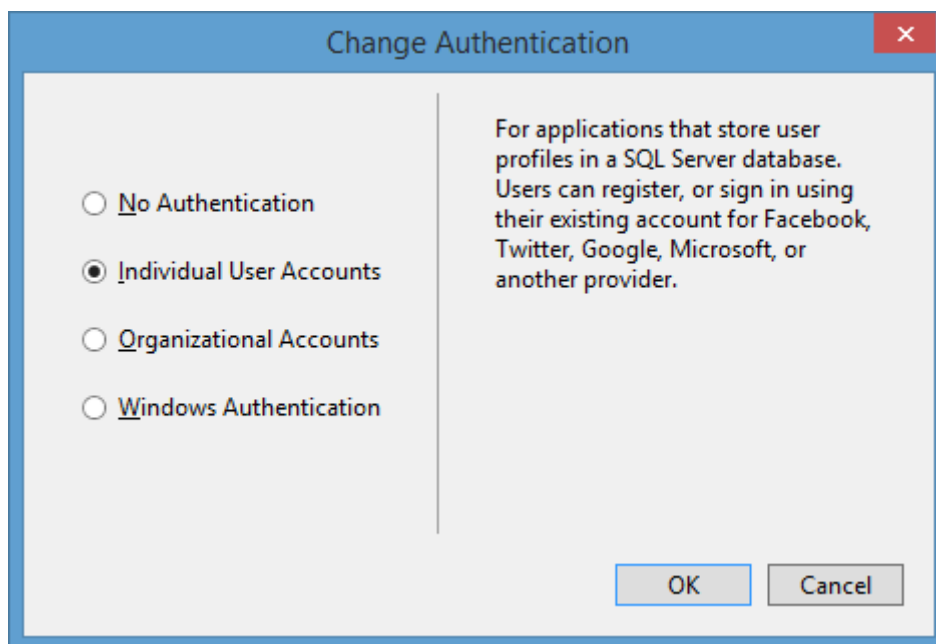 Change Authentication
No Authentication
Individual User Accounts
Organizational Accounts
Windows Authentication
For applications that store user
profiles in a SQL Server database.
Users can register, or sign in using
their existing account for Facebook,
Twitter, Google, Microsoft, or
another provider.
OK
Cancel